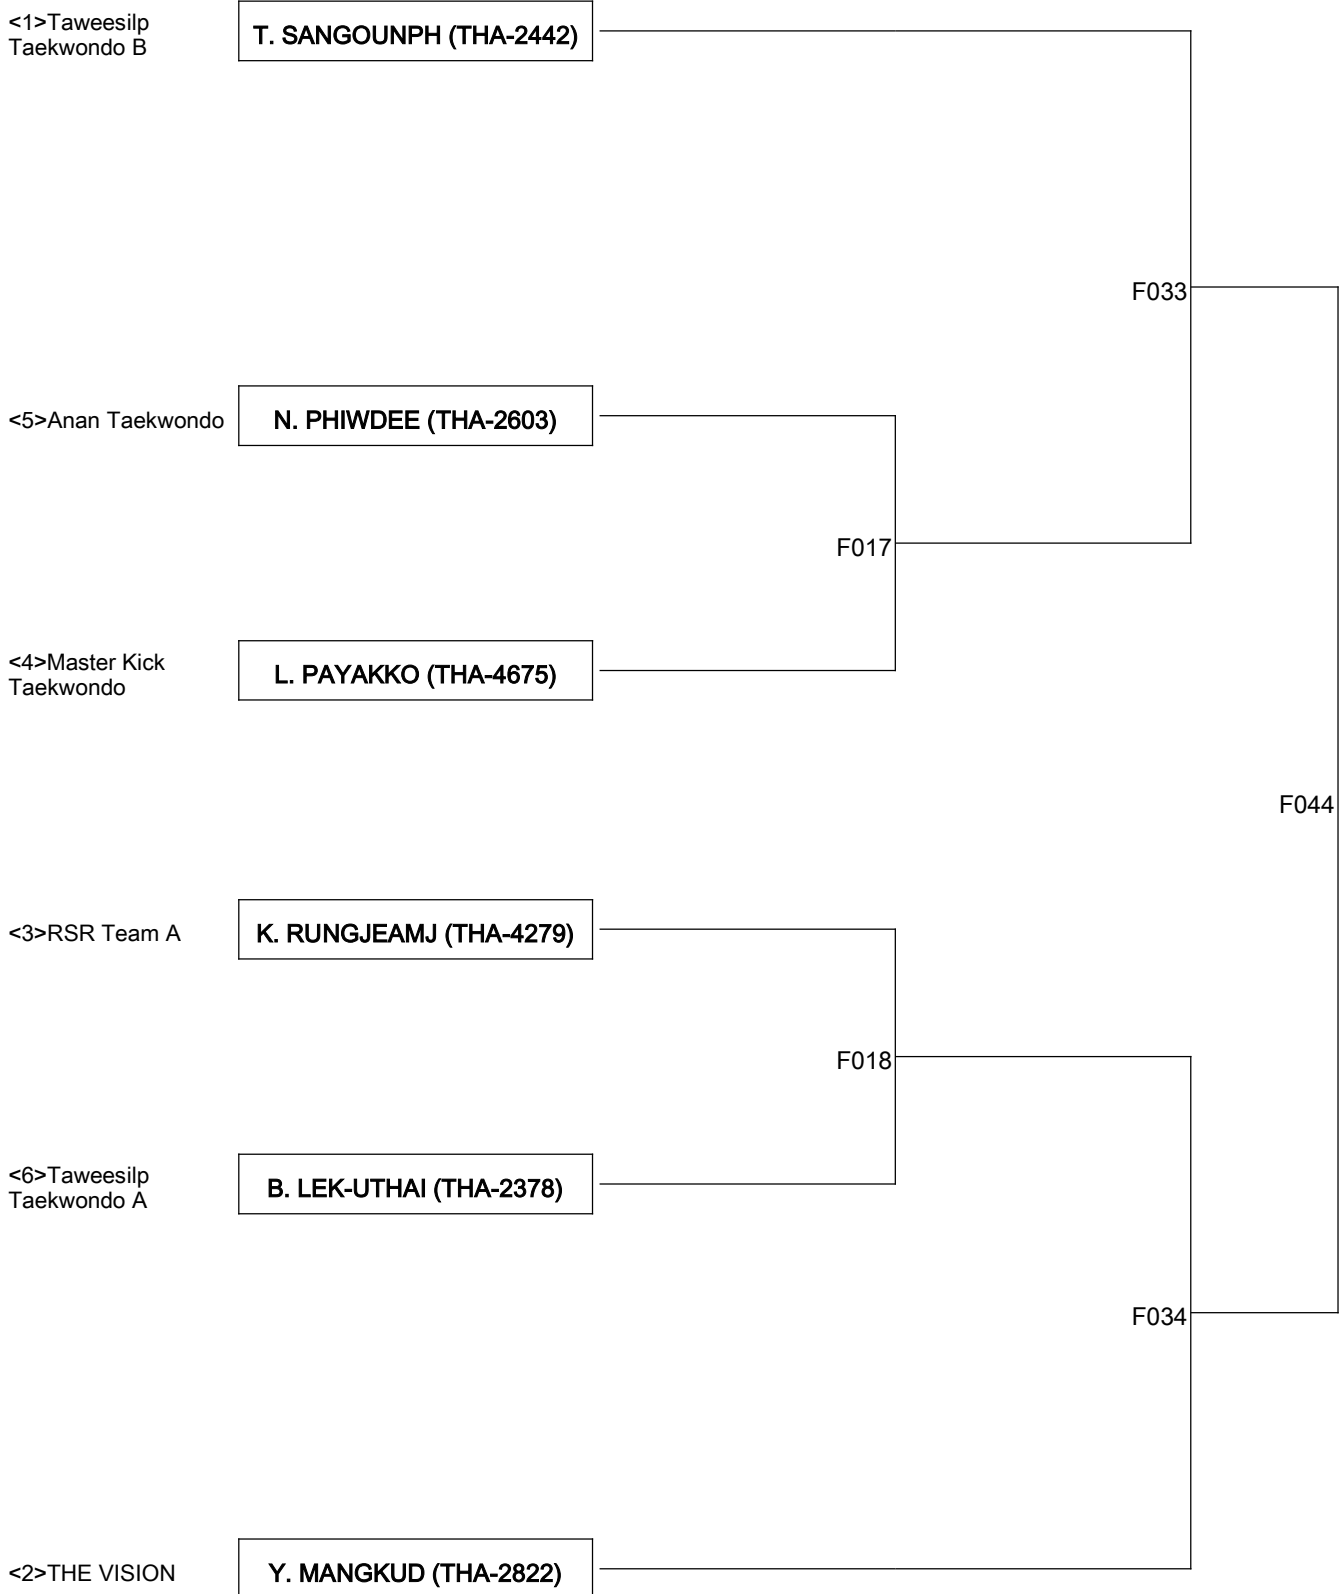 <1>Taweesilp
Taekwondo B
T. SANGOUNPH (THA-2442)
F033
<5>Anan Taekwondo
N. PHIWDEE (THA-2603)
F017
<4>Master Kick
Taekwondo
L. PAYAKKO (THA-4675)
F044
<3>RSR Team A
K. RUNGJEAMJ (THA-4279)
F018
<6>Taweesilp
Taekwondo A
B. LEK-UTHAI (THA-2378)
F034
<2>THE VISION
Y. MANGKUD (THA-2822)